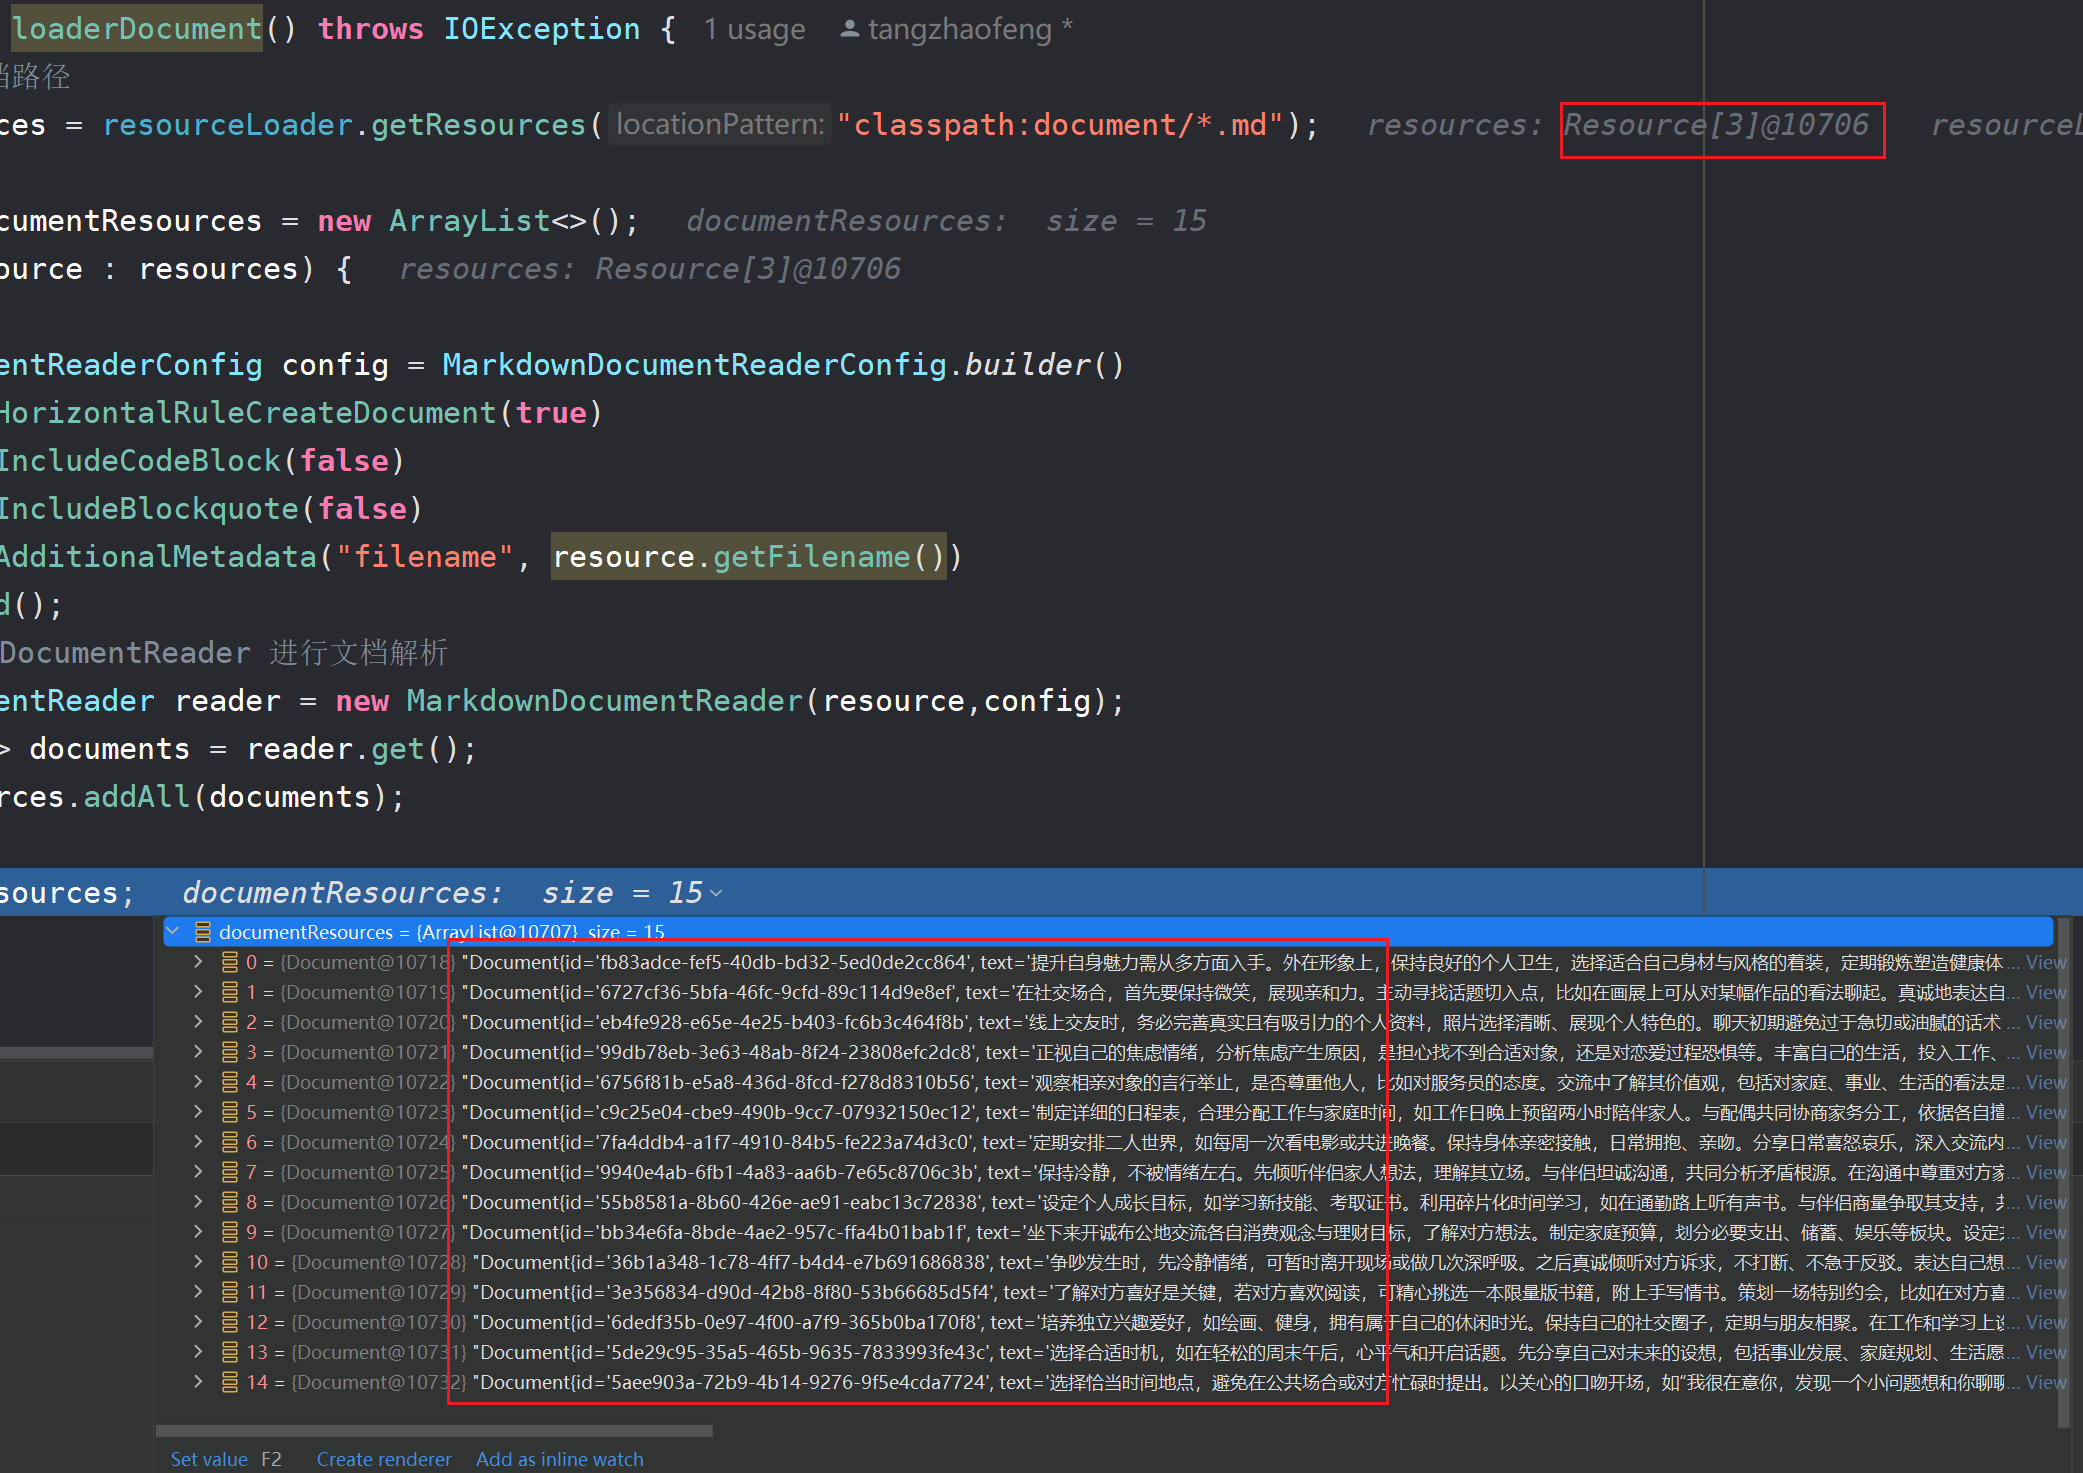 loaderDocument() throws IOException { 1 usage tangzhaofeng *
档路径
ces = resourceLoader.getResources( locationPattern: "classpath:document/*.md"); resources: Resource[3]@10706 resourceL
cumentResources = new ArrayList<>(); documentResources: size = 15
ource : resources) { resources: Resource[3]@10706
entReaderConfig config = MarkdownDocumentReaderConfig.builder()
HorizontalRuleCreateDocument(true)
IncludeCodeBlock(false)
IncludeBlockquote(false)
AdditionalMetadata("filename", resource.getFilename())
d();
DocumentReader 进行文档解析
entReader reader = new MarkdownDocumentReader(resource,config);
> documents = reader.get();
rces.addAll(documents);
sources; documentResources: size = 15
documentResources = {ArrayList@10707} size = 15
0 = {Document@10718} "Document{id='fb83adce-fef5-40db-bd32-5ed0de2cc864', text='提升自身魅力需从多方面入手。外在形象上，保持良好的个人卫生，选择适合自己身材与风格的着装，定期锻炼塑造健康体... View
1 = {Document@10719} "Document{id='6727cf36-5bfa-46fc-9cfd-89c114d9e8ef', text='在社交场合，首先要保持微笑，展现亲和力。主动寻找话题切入点，比如在画展上可从对某幅作品的看法聊起。真诚地表达自... View
2 = {Document@10720} "Document{id='eb4fe928-e65e-4e25-b403-fc6b3c464f8b', text='线上交友时，务必完善真实且有吸引力的个人资料，照片选择清晰、展现个人特色的。聊天初期避免过于急切或油腻的话术... View
3 = {Document@10721} "Document{id='99db78eb-3e63-48ab-8f24-23808efc2dc8', text='正视自己的焦虑情绪，分析焦虑产生原因，是担心找不到合适对象，还是对恋爱过程恐惧等。丰富自己的生活，投入工作、... View
4 = {Document@10722} "Document{id='6756f81b-e5a8-436d-8fcd-f278d8310b56', text='观察相亲对象的言行举止，是否尊重他人，比如对服务员的态度。交流中了解其价值观，包括对家庭、事业、生活的看法是... View
5 = {Document@10723} "Document{id='c9c25e04-cbe9-490b-9cc7-07932150ec12', text='制定详细的日程表，合理分配工作与家庭时间，如工作日晚上预留两小时陪伴家人。与配偶共同协商家务分工，依据各自擅... View
6 = {Document@10724} "Document{id='7fa4ddb4-a1f7-4910-84b5-fe223a74d3c0', text='定期安排二人世界，如每周一次看电影或共进晚餐。保持身体亲密接触，日常拥抱、亲吻。分享日常喜怒哀乐，深入交流内... View
7 = {Document@10725} "Document{id='9940e4ab-6fb1-4a83-aa6b-7e65c8706c3b', text='保持冷静，不被情绪左右。先倾听伴侣家人想法，理解其立场。与伴侣坦诚沟通，共同分析矛盾根源。在沟通中尊重对方家... View
8 = {Document@10726} "Document{id='55b8581a-8b60-426e-ae91-eabc13c72838', text='设定个人成长目标，如学习新技能、考取证书。利用碎片化时间学习，如在通勤路上听有声书。与伴侣商量争取其支持，共... View
9 = {Document@10727} "Document{id='bb34e6fa-8bde-4ae2-957c-ffa4b01bab1f', text='坐下来开诚布公地交流各自消费观念与理财目标，了解对方想法。制定家庭预算，划分必要支出、储蓄、娱乐等板块。设定共... View
10 = {Document@10728} "Document{id='36b1a348-1c78-4ff7-b4d4-e7b691686838', text='争吵发生时，先冷静情绪，可暂时离开现场或做几次深呼吸。之后真诚倾听对方诉求，不打断、不急于反驳。表达自己想... View
11 = {Document@10729} "Document{id='3e356834-d90d-42b8-8f80-53b66685d5f4', text='了解对方喜好是关键，若对方喜欢阅读，可精心挑选一本限量版书籍，附上手写情书。策划一场特别约会，比如在对方喜... View
12 = {Document@10730} "Document{id='6dedf35b-0e97-4f00-a7f9-365b0ba170f8', text='培养独立兴趣爱好，如绘画、健身，拥有属于自己的休闲时光。保持自己的社交圈子，定期与朋友相聚。在工作和学习上设... View
13 = {Document@10731} "Document{id='5de29c95-35a5-465b-9635-7833993fe43c', text='选择合适时机，如在轻松的周末午后，心平气和开启话题。先分享自己对未来的设想，包括事业发展、家庭规划、生活愿... View
14 = {Document@10732} "Document{id='5aee903a-72b9-4b14-9276-9f5e4cda7724', text='选择恰当时间地点，避免在公共场合或对方忙碌时提出。以关心的口吻开场，如“我很在意你，发现一个小问题想和你聊聊... View
Set value F2 Create renderer Add as inline watch